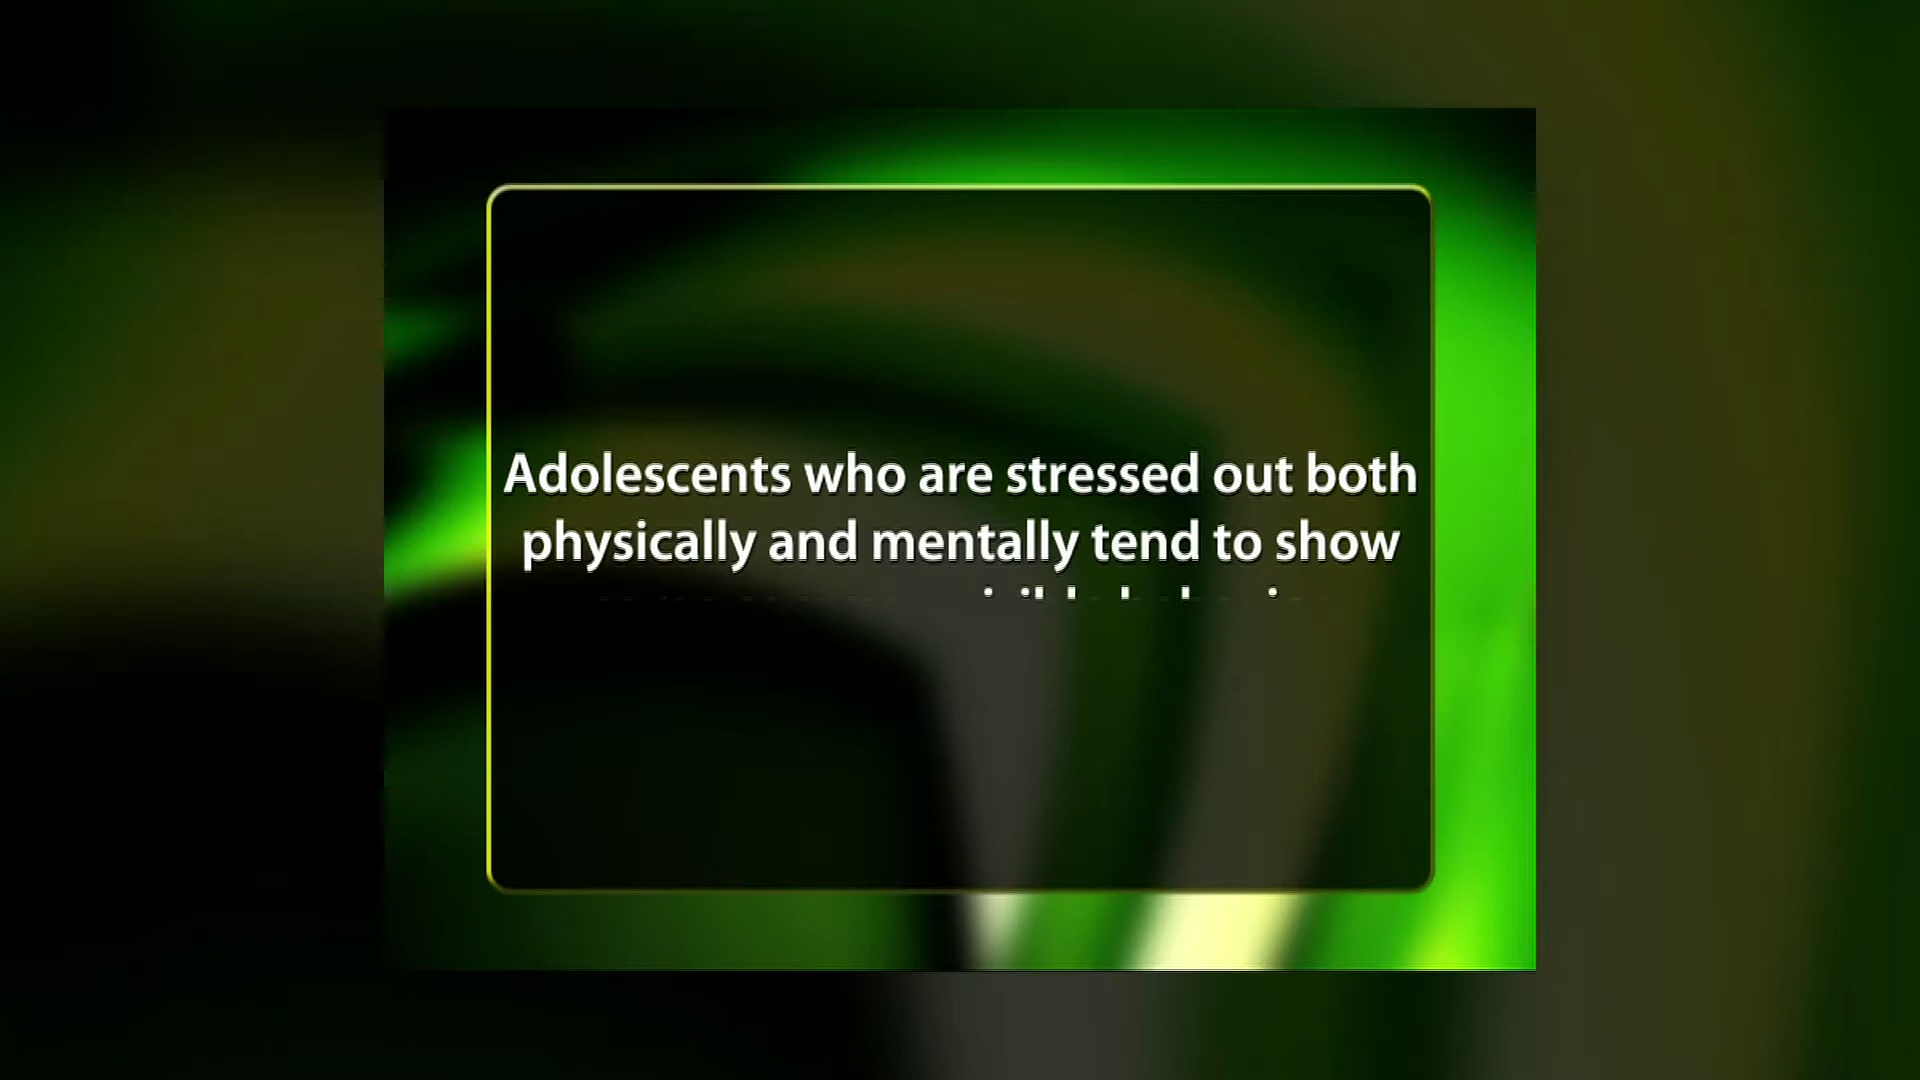 Adolescents who are stressed out both
physically and mentally tend to show